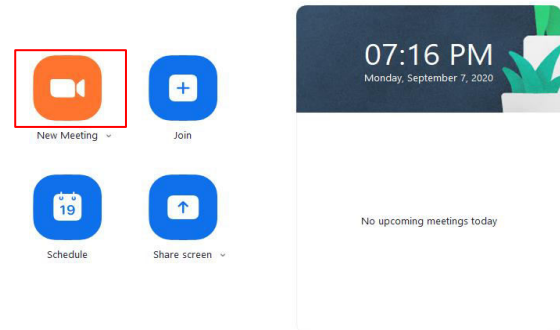 New Meeting
Join
19
Schedule
Share screen
07:16 PM
Monday, September 7, 2020
No upcoming meetings today